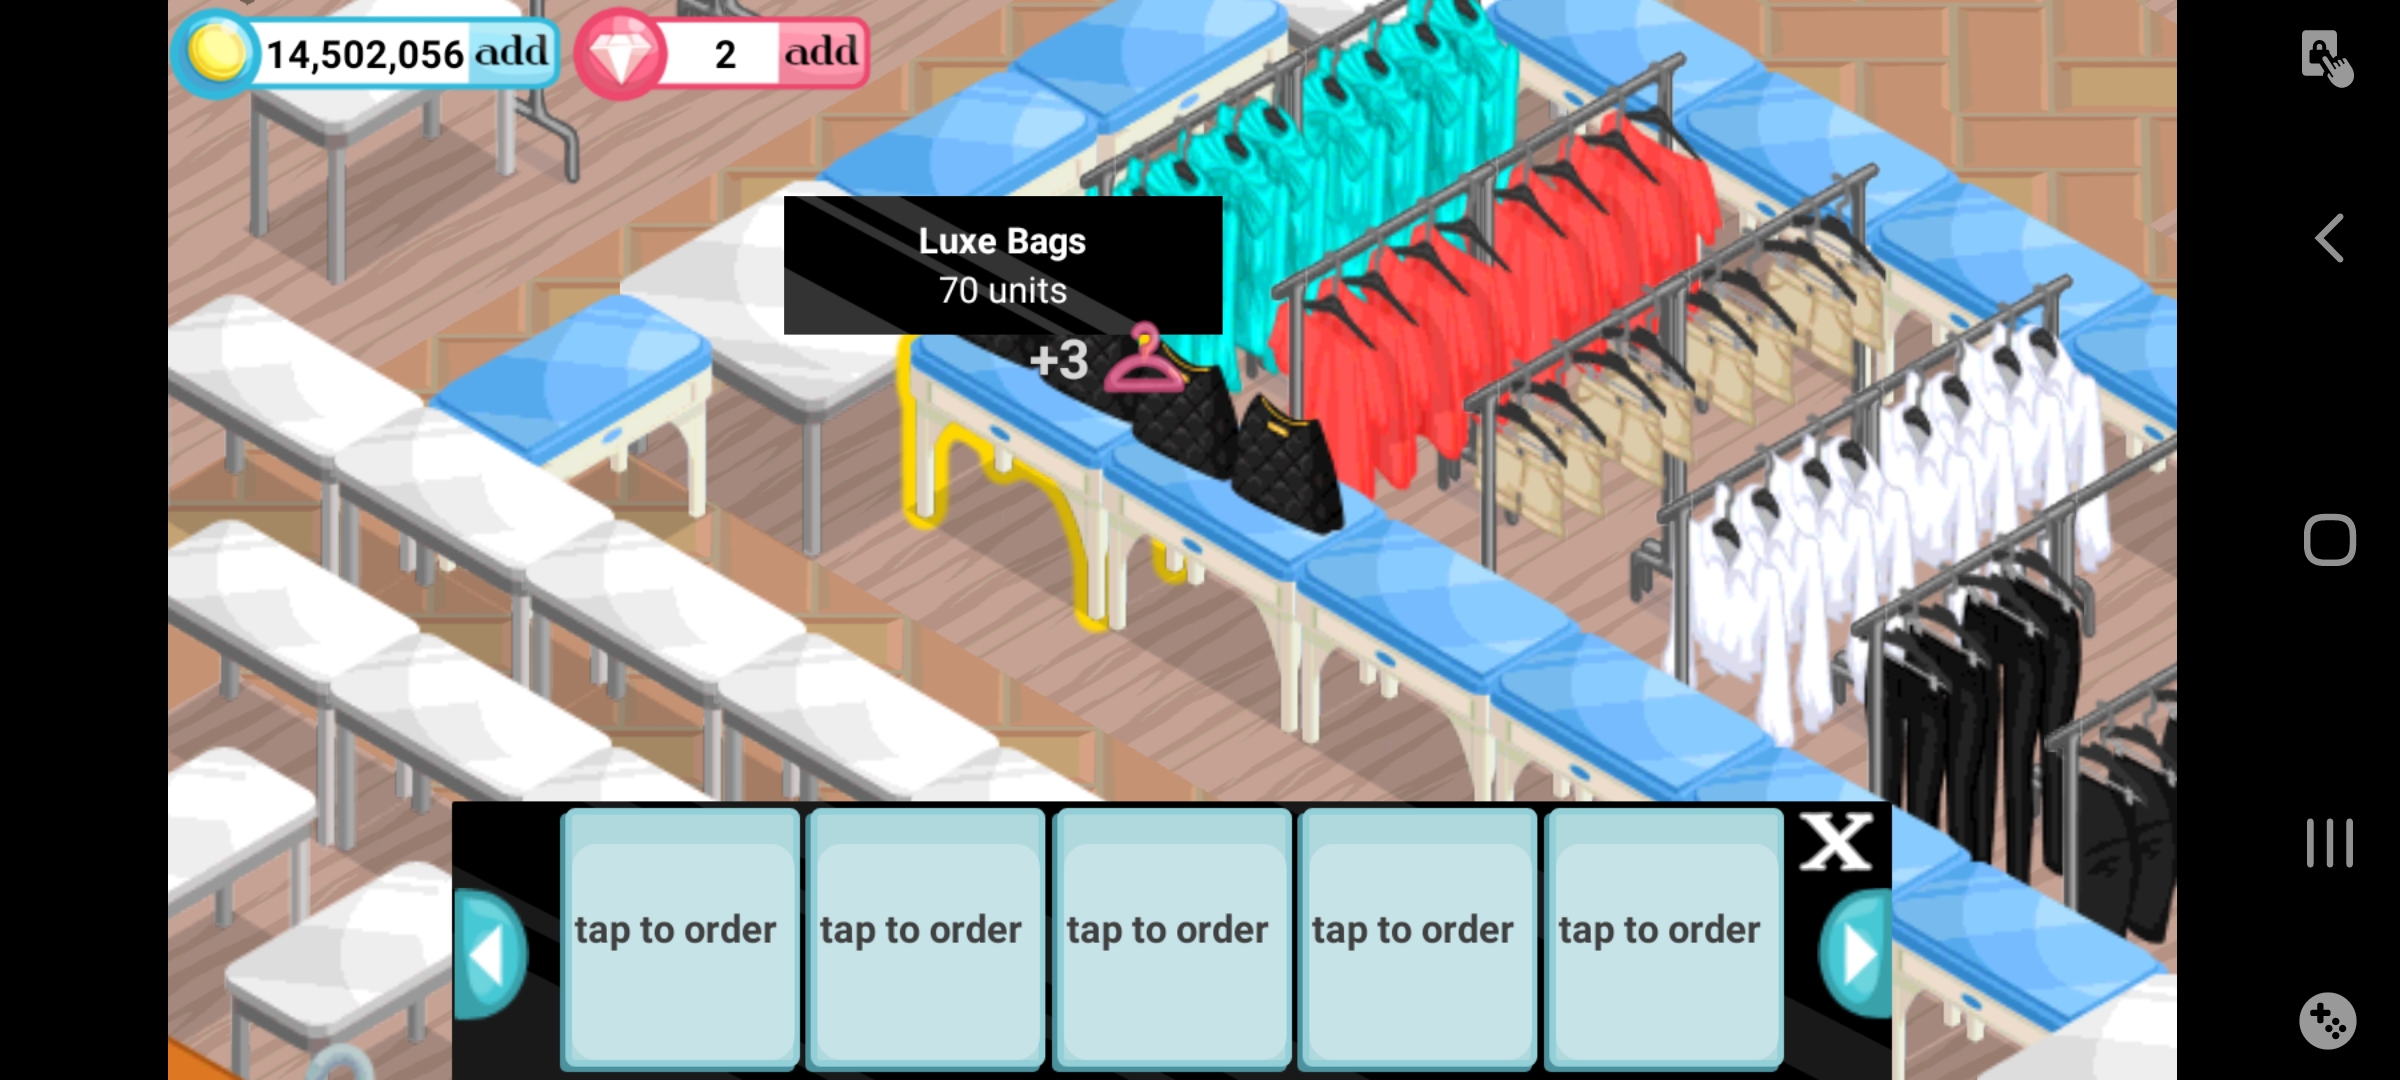 14,502,056 add
2 add
Luxe Bags
70 units
+3
X
tap to order
tap to order
tap to order
tap to order
tap to order